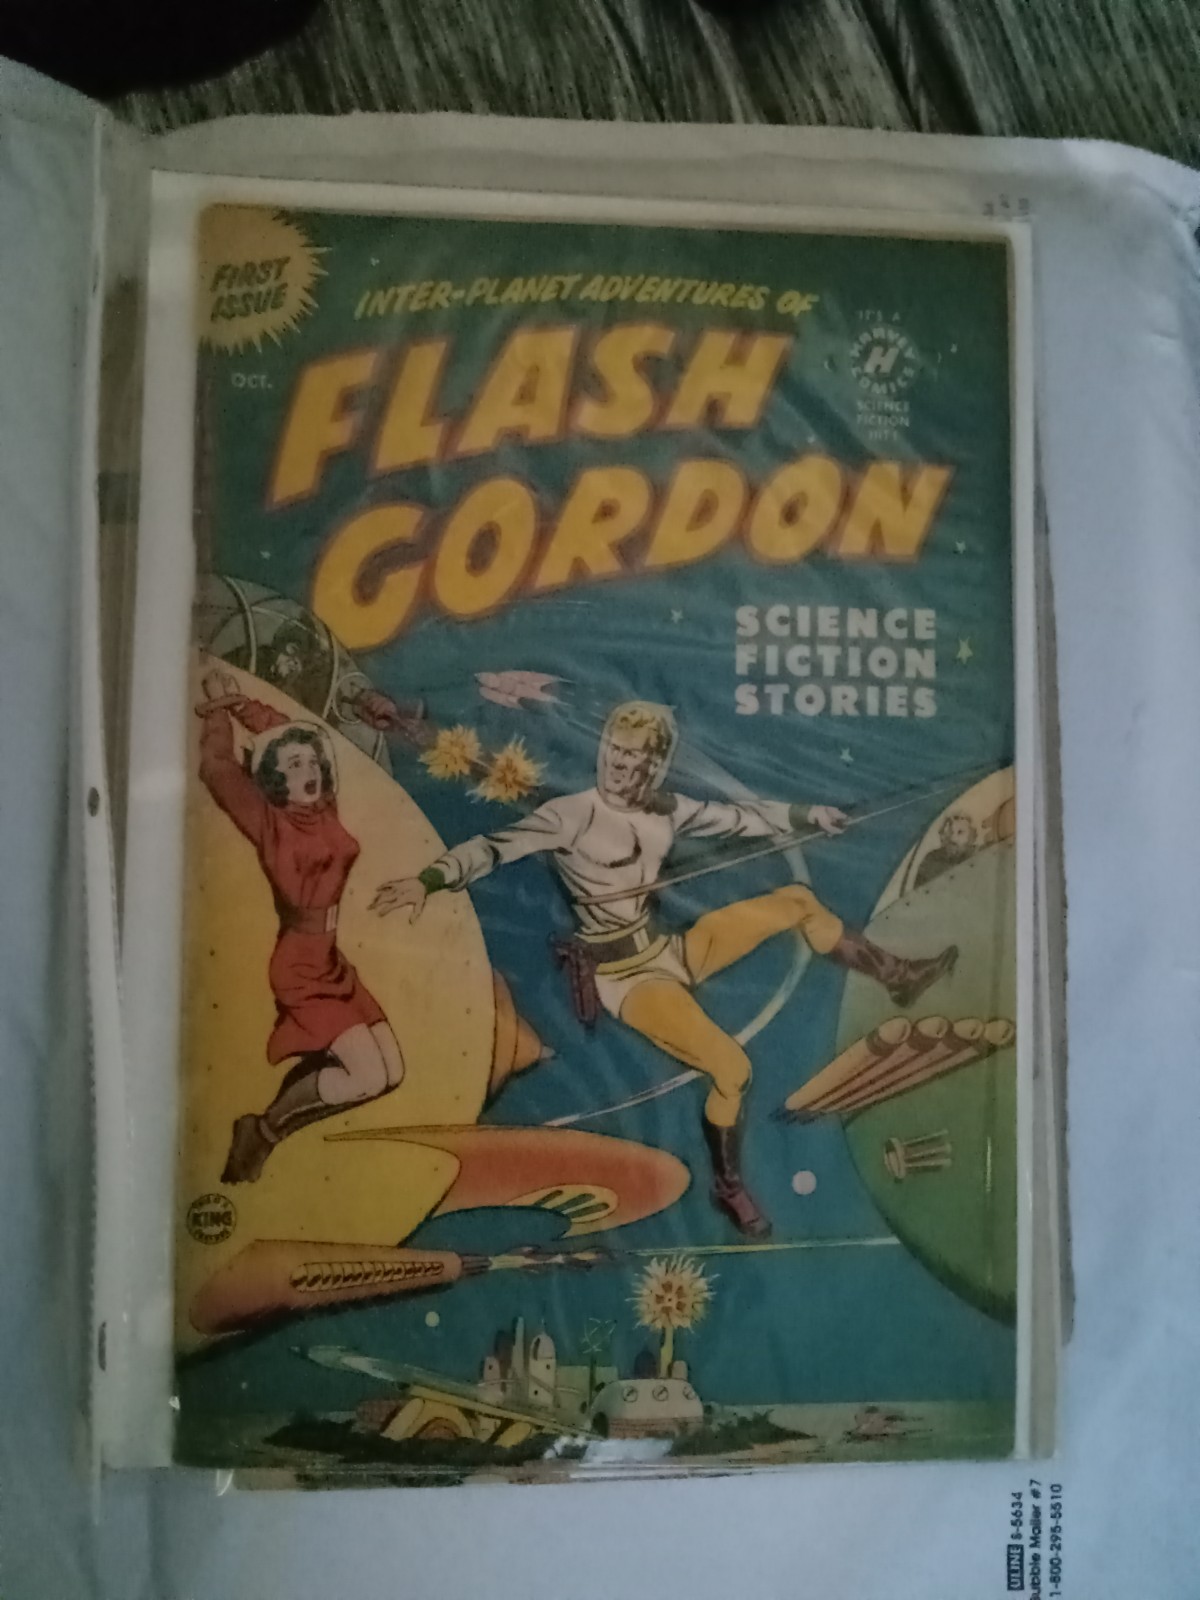 FIRST
ISSUE
INTER-PLANET ADVENTURES OF
FLASH
GORDON
OCT.
IT'S A
HARVEY
H
COMICS
SCIENCE
FICTION
SCIENCE
FICTION
STORIES
KING
ULINE S-5634
Bubble Mailer #7
1-800-295-5510